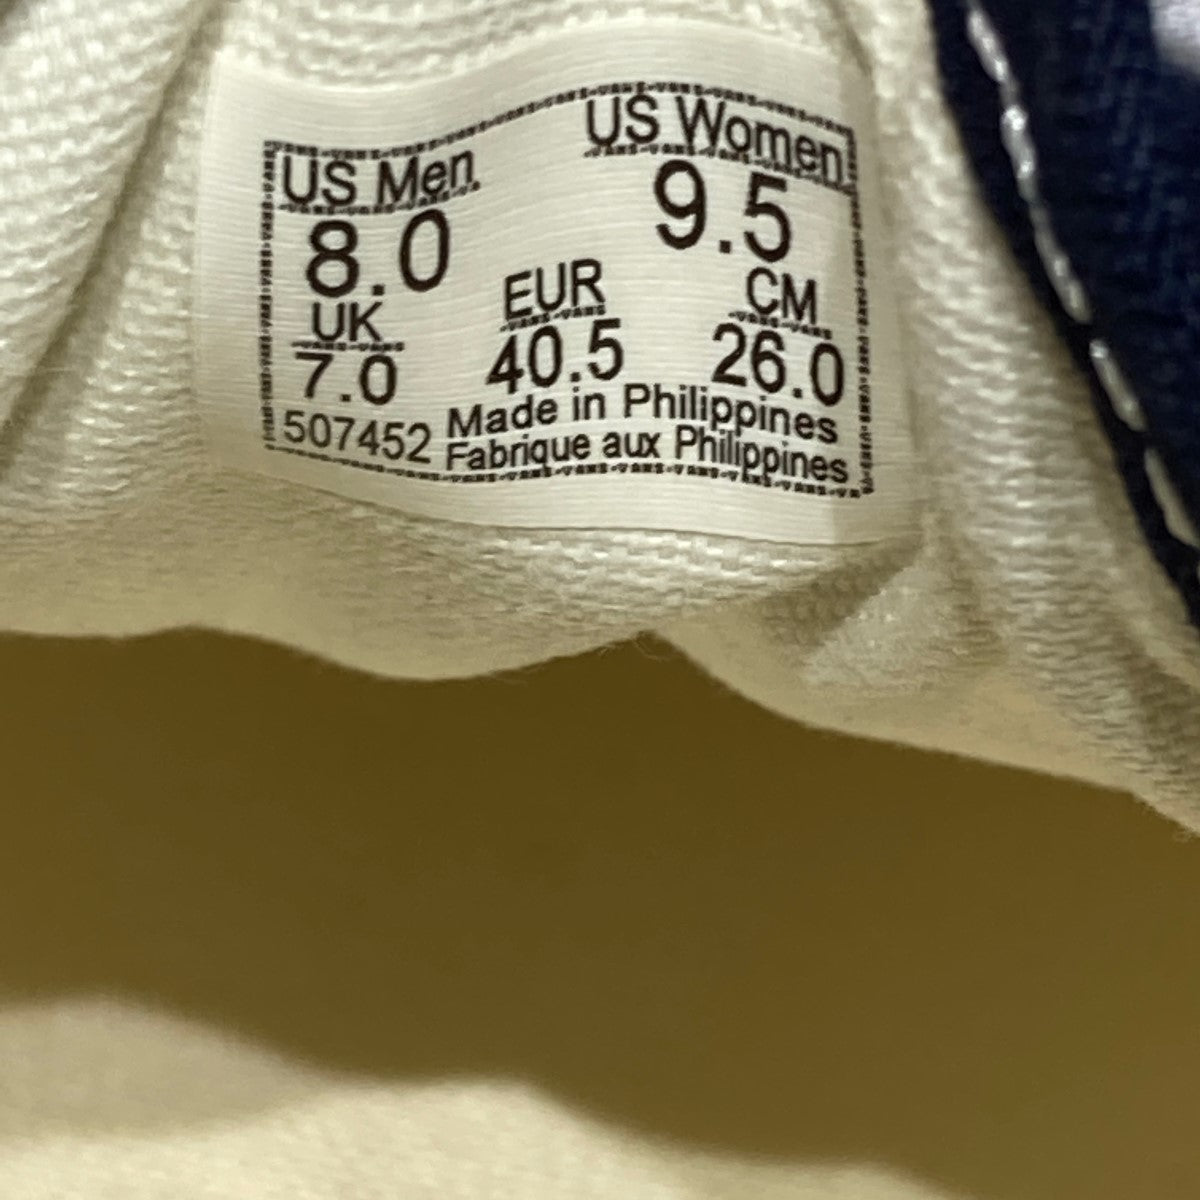 US Men US Women
8.0 9.5
UK EUR CM
7.0 40.5 26.0
507452 Made in Philippines
Fabrique aux Philippines